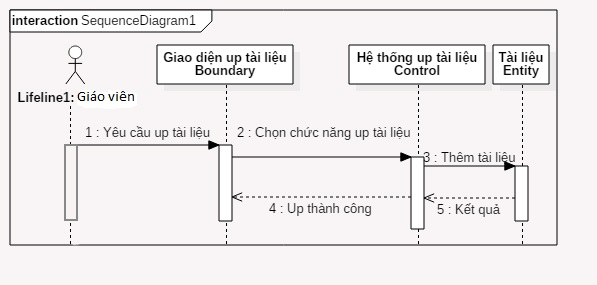 interaction SequenceDiagram1
Giao diện up tài liệu
Boundary
Hệ thống up tài liệu
Control
Tài liệu
Entity
Lifeline1: Giáo viên
1 : Yêu cầu up tài liệu
2 : Chọn chức năng up tài liệu
3 : Thêm tài liệu
4 : Up thành công
5 : Kết quả